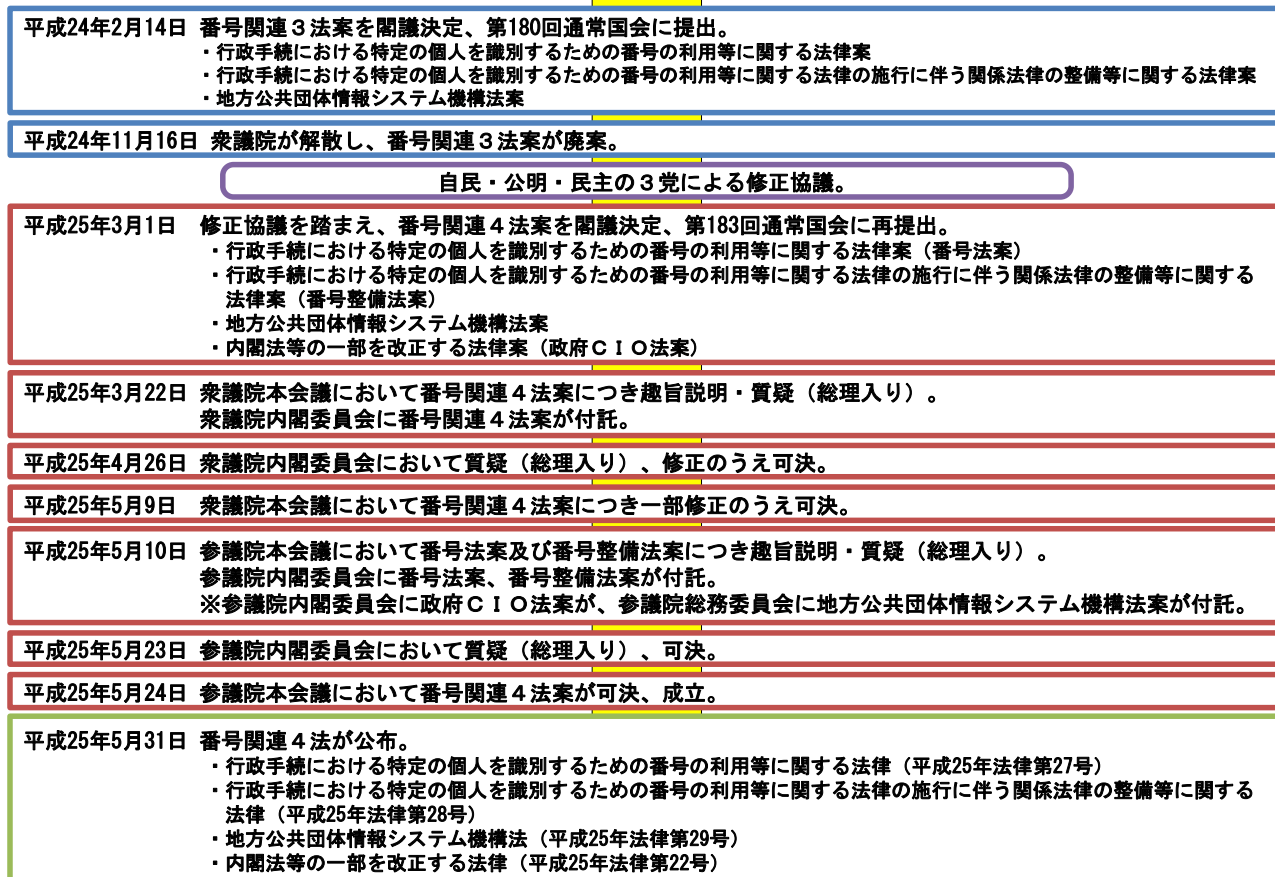 平成24年2月14日 番号関連3法案を閣議決定、第180回通常国会に提出。
・行政手続における特定の個人を識別するための番号の利用等に関する法律案
・行政手続における特定の個人を識別するための番号の利用等に関する法律の施行に伴う関係法律の整備等に関する法律案
・地方公共団体情報システム機構法案
平成24年11月16日 衆議院が解散し、番号関連3法案が廃案。
自民・公明・民主の3党による修正協議。
平成25年3月1日 修正協議を踏まえ、番号関連4法案を閣議決定、第183回通常国会に再提出。
・行政手続における特定の個人を識別するための番号の利用等に関する法律案(番号法案)
・行政手続における特定の個人を識別するための番号の利用等に関する法律の施行に伴う関係法律の整備等に関する
法律案(番号整備法案)
・地方公共団体情報システム機構法案
・内閣法等の一部を改正する法律案(政府CIO法案)
平成25年3月22日 衆議院本会議において番号関連4法案につき趣旨説明・質疑(総理入り)。
衆議院内閣委員会に番号関連4法案が付託。
平成25年4月26日 衆議院内閣委員会において質疑(総理入り)、修正のうえ可決。
平成25年5月9日 衆議院本会議において番号関連4法案につき一部修正のうえ可決。
平成25年5月10日 参議院本会議において番号法案及び番号整備法案につき趣旨説明・質疑(総理入り)。
参議院内閣委員会に番号法案、番号整備法案が付託。
※参議院内閣委員会に政府CIO法案が、参議院総務委員会に地方公共団体情報システム機構法案が付託。
平成25年5月23日 参議院内閣委員会において質疑(総理入り)、可決。
平成25年5月24日 参議院本会議において番号関連4法案が可決、成立。
平成25年5月31日 番号関連4法が公布。
・行政手続における特定の個人を識別するための番号の利用等に関する法律(平成25年法律第27号)
・行政手続における特定の個人を識別するための番号の利用等に関する法律の施行に伴う関係法律の整備等に関する
法律(平成25年法律第28号)
・地方公共団体情報システム機構法(平成25年法律第29号)
・内閣法等の一部を改正する法律(平成25年法律第22号)